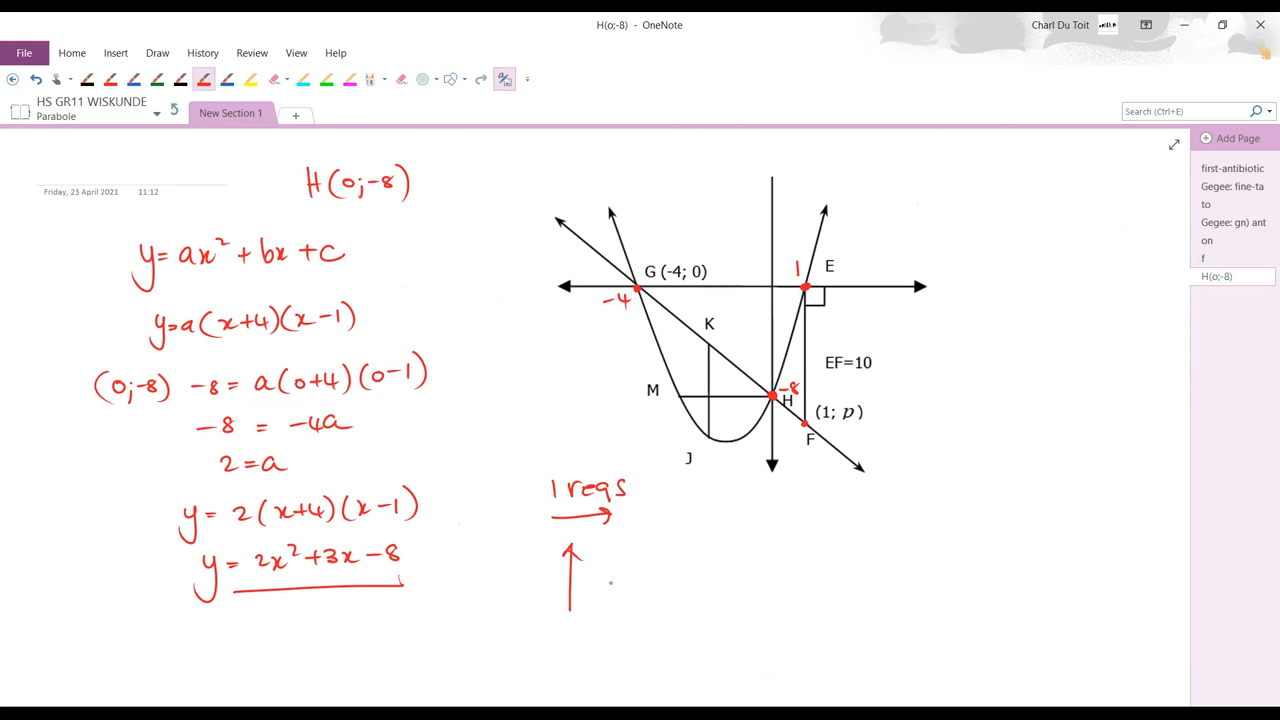 H(o;-8) - OneNote
Charl Du Toit
File Home Insert Draw History Review View Help
HS GR11 WISKUNDE
Parabole
New Section 1
Search (Ctrl+E)
Add Page
first-antibiotic
Gegee: fine-ta
to
Gegee: gn) ant
on
f
H(o;-8)
Friday, 23 April 2021 11:12
H(0;-8)
y=ax²+bx+c
y=a(x+4)(x-1)
(0;-8) -8 = a(0+4)(0-1)
-8 = -4a
2=a
y= 2(x+4)(x-1)
y= 2x²+3x-8
G (-4; 0)
1
E
-4
K
EF=10
M
-8
H
(1; p)
F
J
1 regs